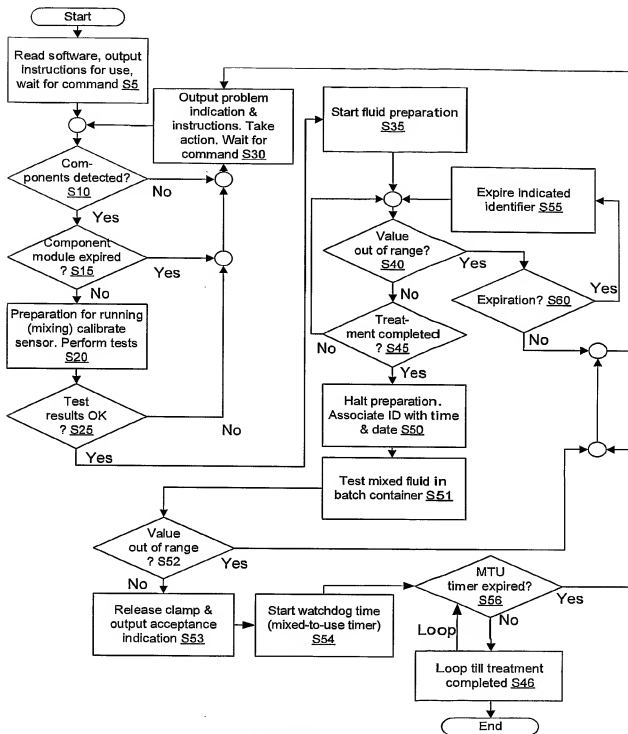 Start
Read software, output
instructions for use,
wait for command S5
Output problem
indication &
instructions. Take
action. Wait for
command S30
Com-
ponents detected?
S10
No
Yes
Component
module expired
? S15
Yes
No
Preparation for running
(mixing) calibrate
sensor. Perform tests
S20
Test
results OK
? S25
No
Yes
Start fluid preparation
S35
Expire Indicated
identifier S55
Value
out of range?
S40
Yes
No
Expiration? S60
Yes
No
Treat-
ment completed
? S45
No
Yes
Halt preparation.
Associate ID with time
& date S50
Test mixed fluid in
batch container S51
Value
out of range
? S52
Yes
No
Release clamp &
output acceptance
indication S53
Start watchdog time
(mixed-to-use timer)
S54
MTU
timer expired?
S56
Yes
No
Loop
Loop till treatment
completed S46
End